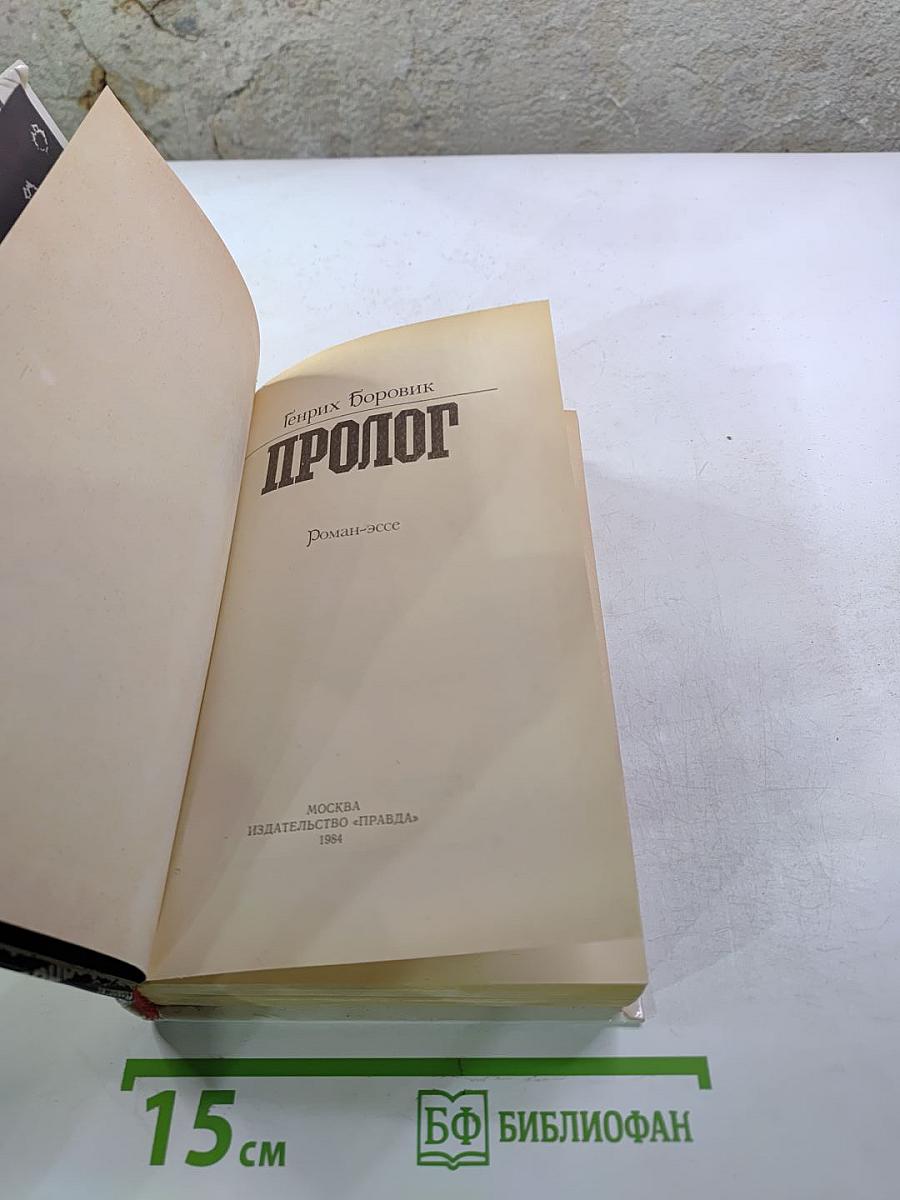 Генрих Боровик
ПРОЛОГ
Роман-эссе
МОСКВА
ИЗДАТЕЛЬСТВО «ПРАВДА»
1984
15 см
БФ БИБЛИОФАН